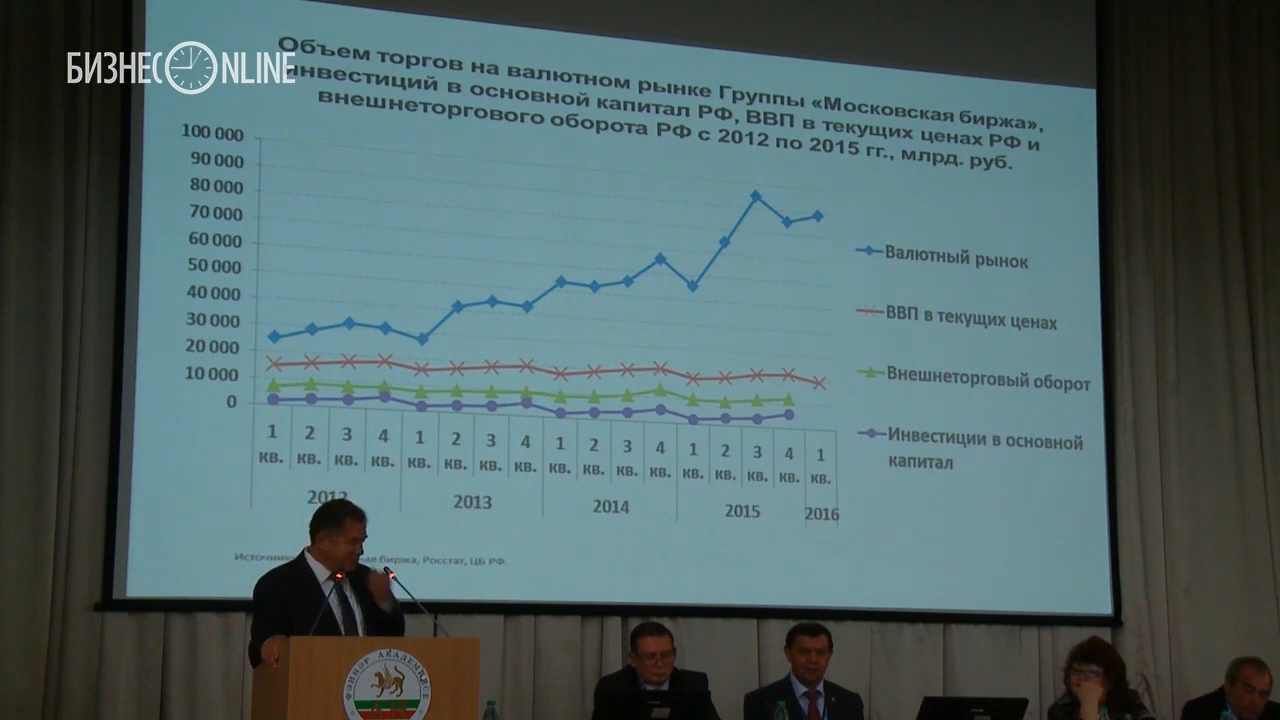 БИЗНЕС ONLINE
Объем торгов на валютном рынке Группы «Московская биржа»,
инвестиций в основной капитал РФ, ВВП в текущих ценах РФ и
внешнеторгового оборота РФ с 2012 по 2015 гг., млрд. руб.
100 000
90 000
80 000
70 000
60 000
50 000
40 000
30 000
20 000
10 000
0
Валютный рынок
ВВП в текущих ценах
Внешнеторговый оборот
Инвестиции в основной
капитал
1 2 3 4 1 2 3 4 1 2 3 4 1 2 3 4 1
кв. кв. кв. кв. кв. кв. кв. кв. кв. кв. кв. кв. кв. кв. кв. кв. кв.
2012 2013 2014 2015 2016
биржа, Росстат, ЦБ РФ.
ФӘННӘР АКАДЕМИЯСЕ